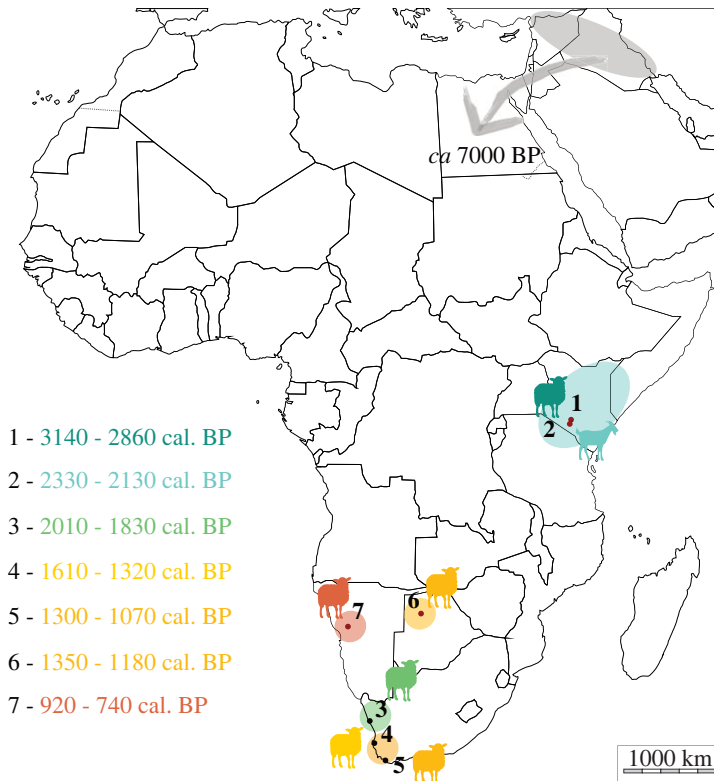 ca 7000 BP
1
2
1 - 3140 - 2860 cal. BP
2 - 2330 - 2130 cal. BP
3 - 2010 - 1830 cal. BP
4 - 1610 - 1320 cal. BP
5 - 1300 - 1070 cal. BP
6 - 1350 - 1180 cal. BP
7 - 920 - 740 cal. BP
6
7
3
4
5
1000 km